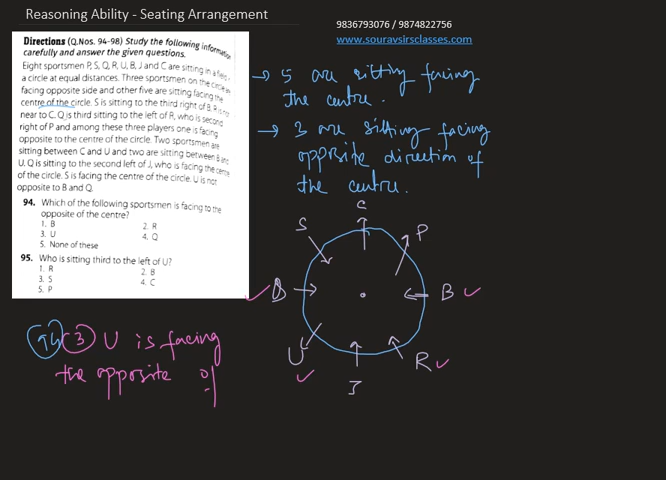 Reasoning Ability - Seating Arrangement
9836793076 / 9874822756
www.souravsirsclasses.com
Directions (Q.Nos. 94-98) Study the following information
carefully and answer the given questions.
Eight sportsmen P, S, Q, R, U, B, J and C are sitting in a
a circle at equal distances. Three sportsmen on the circle are
facing opposite side and other five are sitting facing the
centre of the circle. S is sitting to the third right of B, R is not
near to C. Q is third sitting to the left of R, who is second
right of P and among these three players one is facing
opposite to the centre of the circle. Two sportsmen are
sitting between C and U and two are sitting between B and
U. Q is sitting to the second left of J, who is facing the centre
of the circle. S is facing the centre of the circle. U is not
opposite to B and Q.
94. Which of the following sportsmen is facing to the
opposite of the centre?
1. B
2. R
3. U
4. Q
5. None of these
95. Who is sitting third to the left of U?
1. R
2. B
3. S
4. C
5. P
→ 5 are sitting facing
the centre.
→ 3 are sitting facing
opposite direction of
the centre.
C
S
P
B
U
R
J
94 3 U is facing
the opposite of